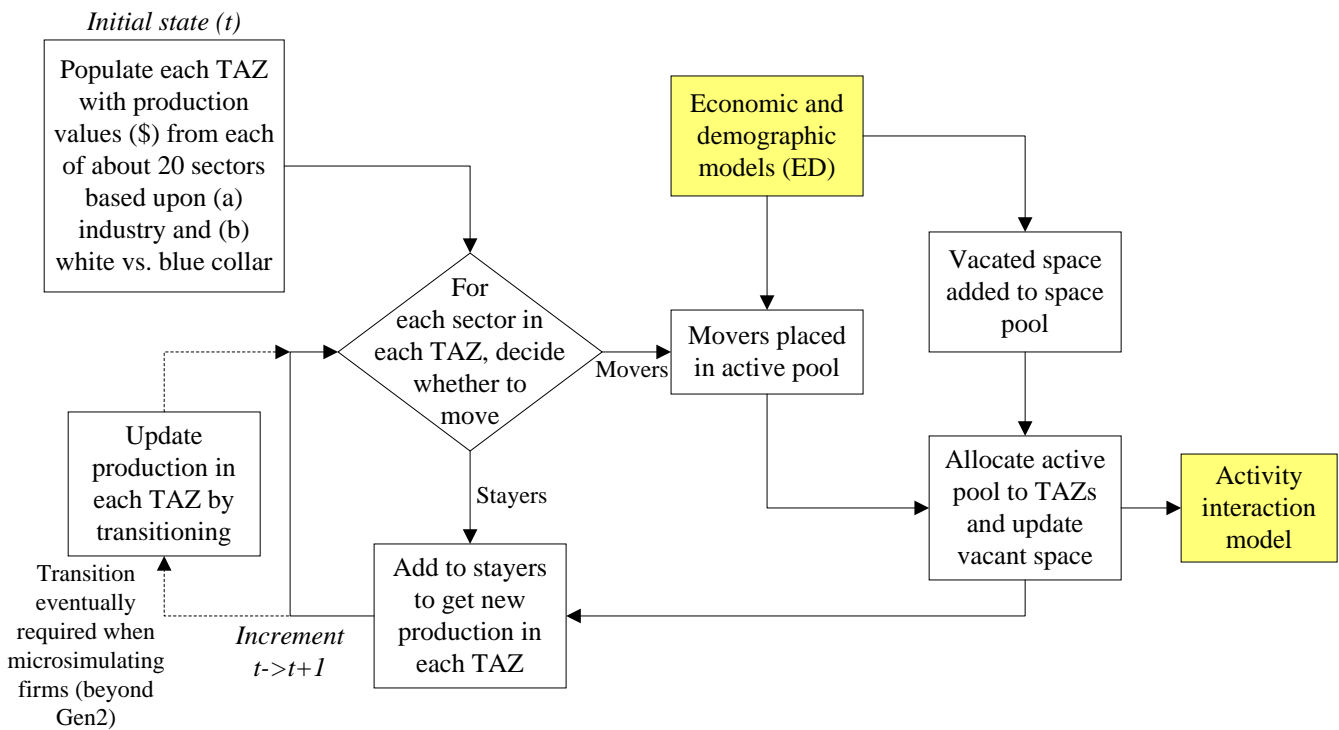 Initial state (t)
Populate each TAZ
with production
values ($) from each
of about 20 sectors
based upon (a)
industry and (b)
white vs. blue collar
Economic and
demographic
models (ED)
Vacated space
added to space
pool
For
each sector in
each TAZ, decide
whether to
move
Movers
Movers placed
in active pool
Stayers
Update
production in
each TAZ by
transitioning
Allocate active
pool to TAZs
and update
vacant space
Activity
interaction
model
Add to stayers
to get new
production in
each TAZ
Transition
eventually
required when
microsimulating
firms (beyond
Gen2)
Increment
t->t+1